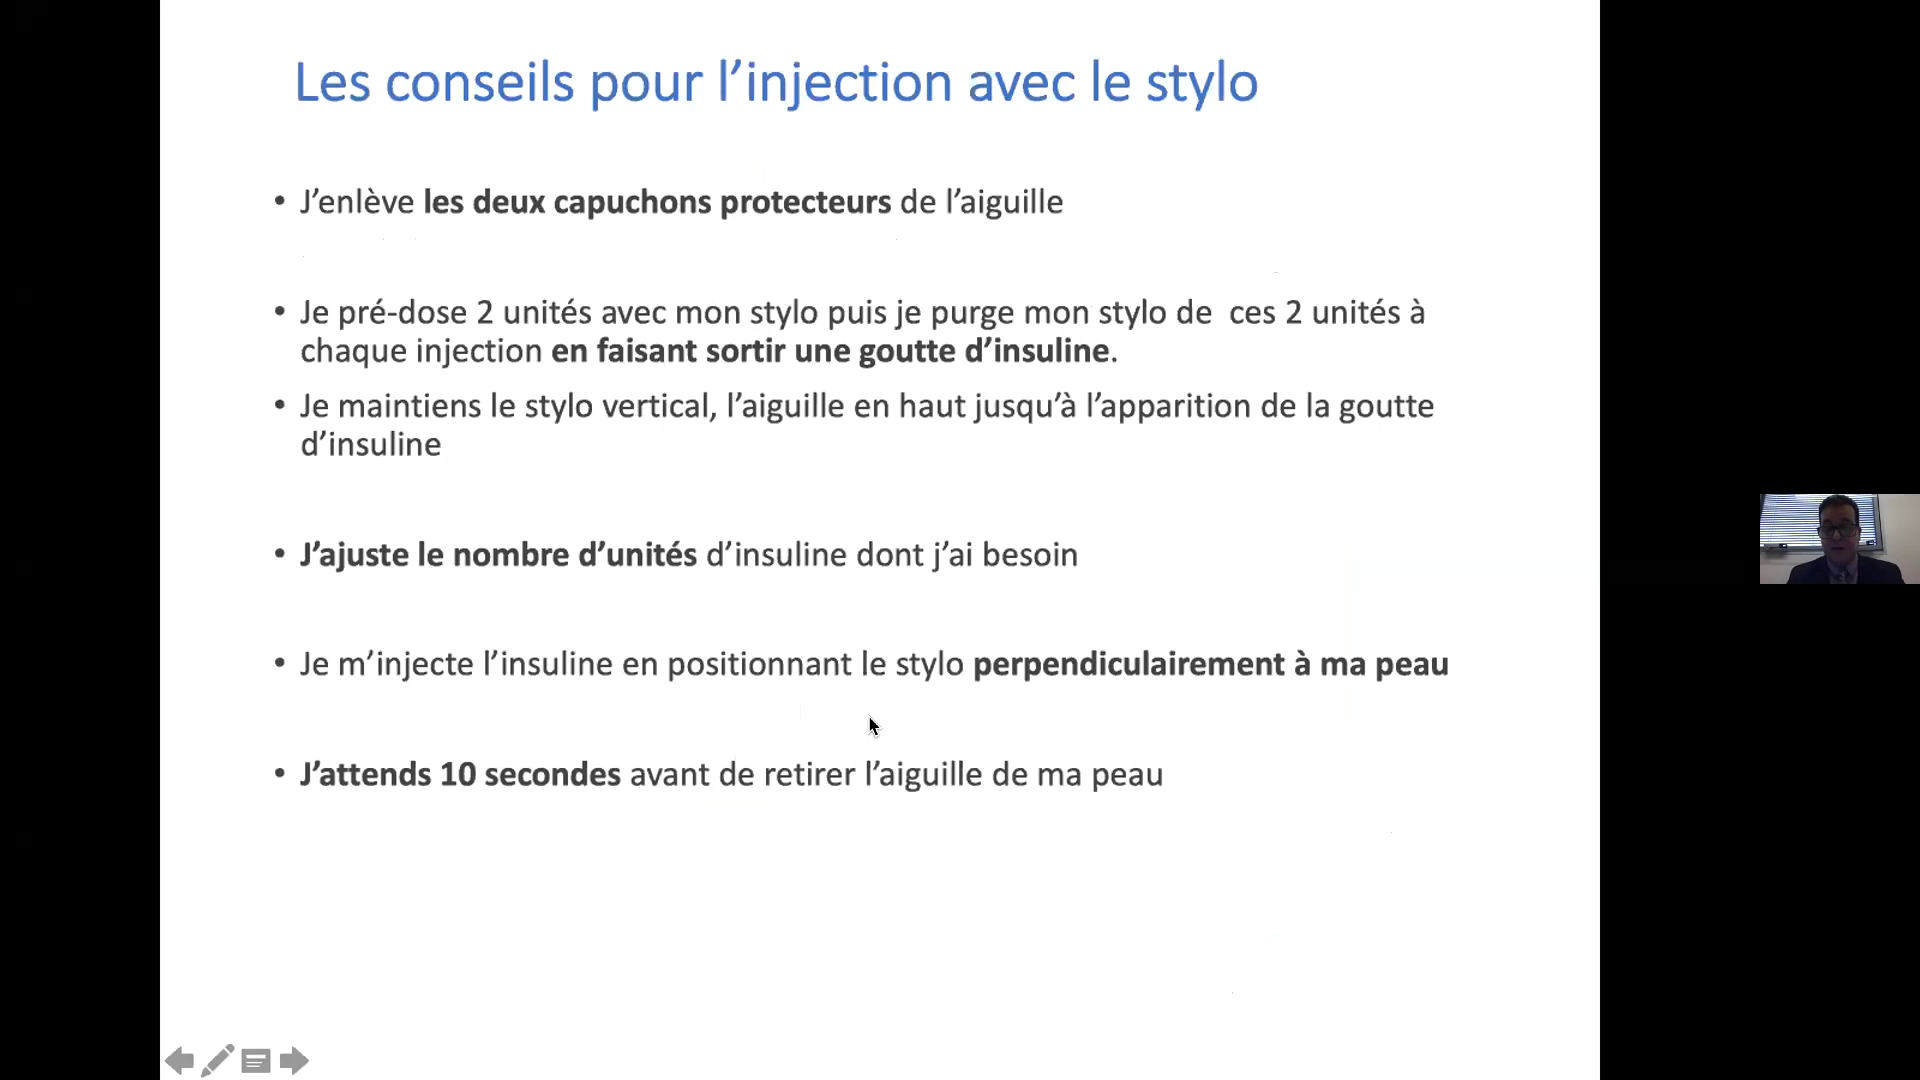 Les conseils pour l’injection avec le stylo
• J’enlève les deux capuchons protecteurs de l’aiguille
• Je pré-dose 2 unités avec mon stylo puis je purge mon stylo de  ces 2 unités à
chaque injection en faisant sortir une goutte d’insuline.
• Je maintiens le stylo vertical, l’aiguille en haut jusqu’à l’apparition de la goutte
d’insuline
• J’ajuste le nombre d’unités d’insuline dont j’ai besoin
• Je m’injecte l’insuline en positionnant le stylo perpendiculairement à ma peau
• J’attends 10 secondes avant de retirer l’aiguille de ma peau